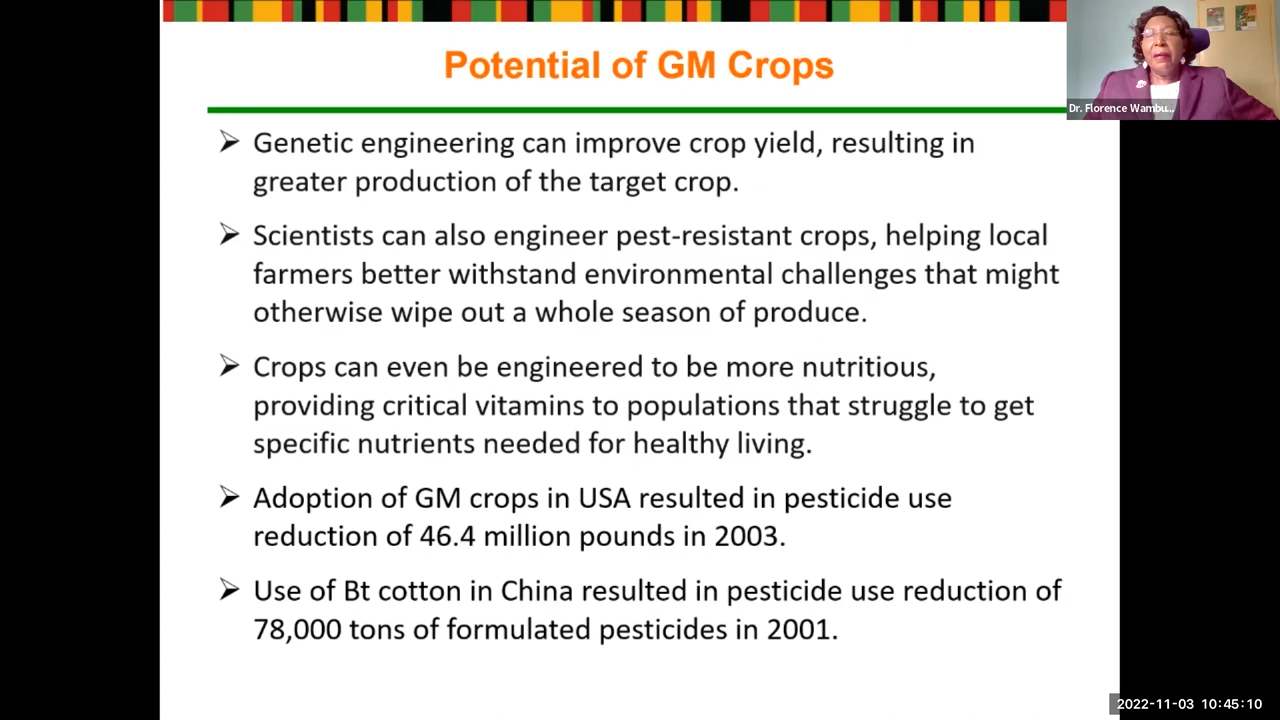 Potential of GM Crops
Dr. Florence Wambu...
Genetic engineering can improve crop yield, resulting in
greater production of the target crop.
Scientists can also engineer pest-resistant crops, helping local
farmers better withstand environmental challenges that might
otherwise wipe out a whole season of produce.
Crops can even be engineered to be more nutritious,
providing critical vitamins to populations that struggle to get
specific nutrients needed for healthy living.
Adoption of GM crops in USA resulted in pesticide use
reduction of 46.4 million pounds in 2003.
Use of Bt cotton in China resulted in pesticide use reduction of
78,000 tons of formulated pesticides in 2001.
2022-11-03 10:45:10